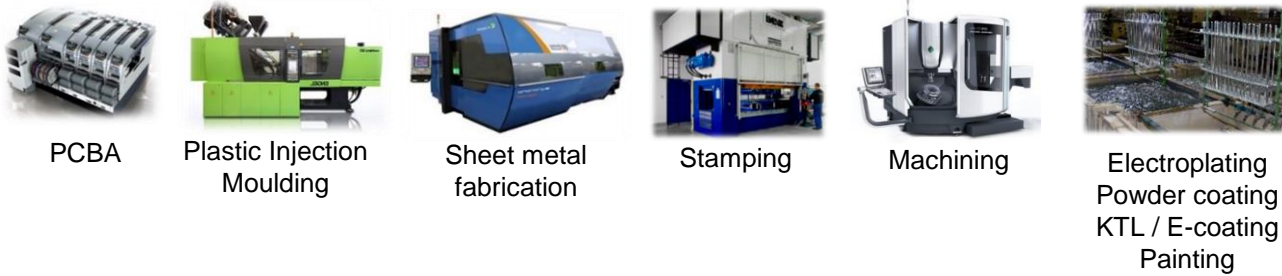 PCBA
Plastic Injection
Moulding
Sheet metal
fabrication
Stamping
Machining
Electroplating
Powder coating
KTL / E-coating
Painting